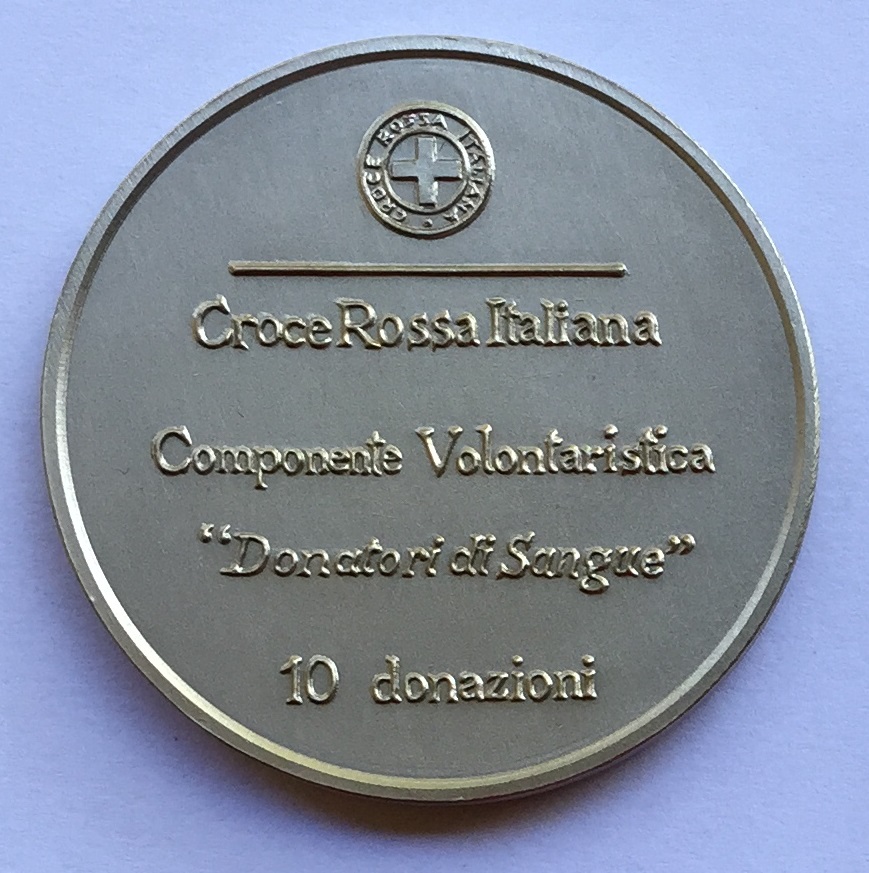 CROCE ROSSA ITALIANA
Croce Rossa Italiana
Componente Volontaristica
“Donatori di Sangue”
10 donazioni